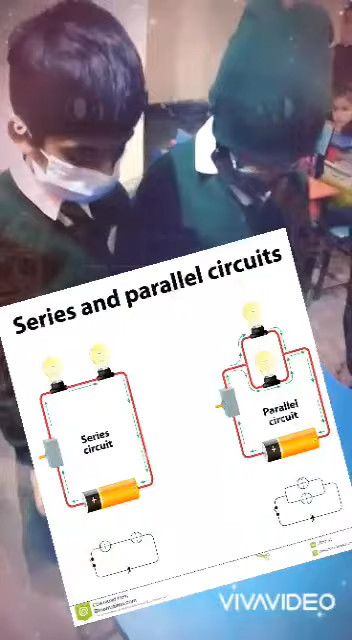 Series and parallel circuits
Series
circuit
Parallel
circuit
VIVAVIDEO